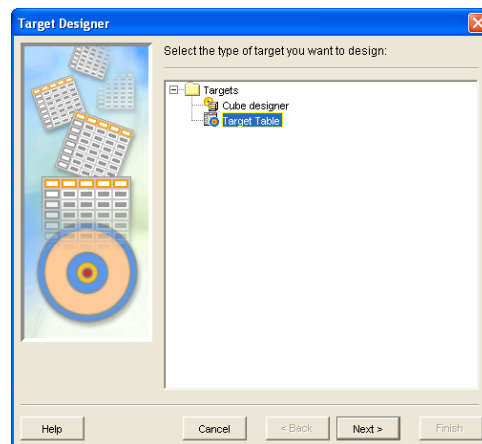 Target Designer
Select the type of target you want to design:
Targets
Cube designer
Target Table
Help
Cancel
< Back
Next >
Finish